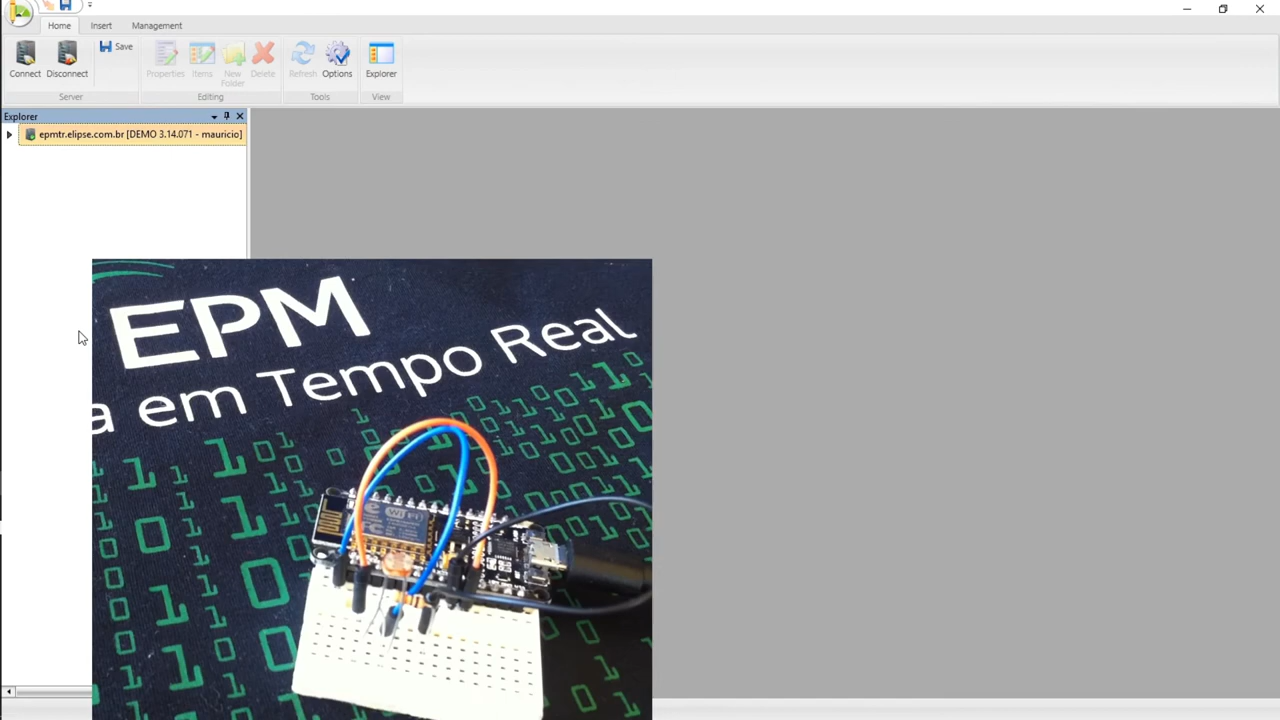 Home Insert Management
Connect Disconnect Save Properties Items New Folder Delete Refresh Options Explorer
Server Editing Tools View
Explorer
epmtr.elipse.com.br [DEMO 3.14.071 - mauricio]
EPM
a em Tempo Real
WiFi